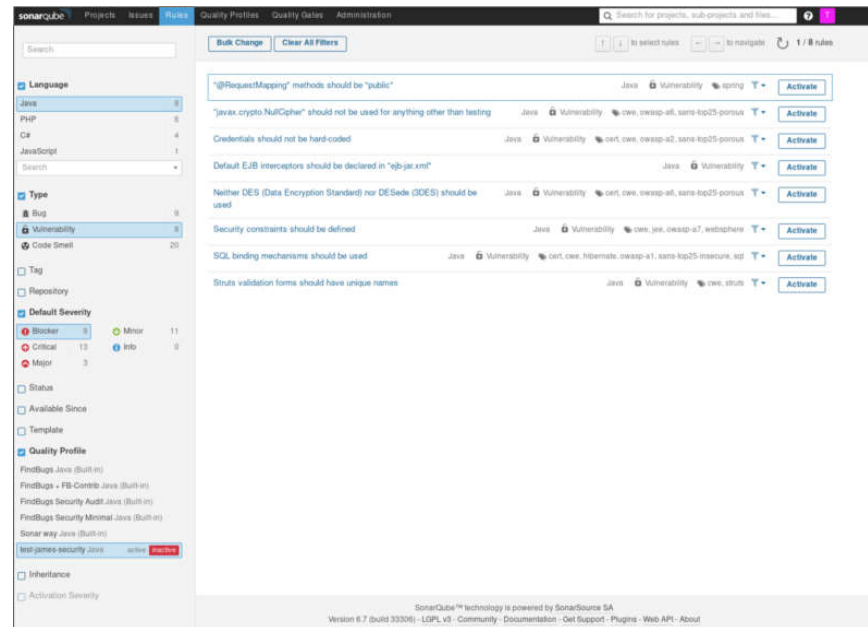 sonarqube Projects Issues Rules Quality Profiles Quality Gates Administration Search for projects, sub-projects and files... ? T
Search
Bulk Change Clear All Filters ↑ ↓ to select rules ← → to navigate 1 / 8 rules
Language
Java 8
PHP 6
C# 4
JavaScript 1
Search
Type
Bug 9
Vulnerability 8
Code Smell 20
Tag
Repository
Default Severity
Blocker 8 Minor 11
Critical 13 Info 0
Major 3
Status
Available Since
Template
Quality Profile
FindBugs Java (Built-in)
FindBugs + FB-Contrib Java (Built-in)
FindBugs Security Audit Java (Built-in)
FindBugs Security Minimal Java (Built-in)
Sonar way Java (Built-in)
test-james-security Java active inactive
Inheritance
Activation Severity
"@RequestMapping" methods should be "public" Java Vulnerability spring Activate
"javax.crypto.NullCipher" should not be used for anything other than testing Java Vulnerability cwe, owasp-a6, sans-top25-porous Activate
Credentials should not be hard-coded Java Vulnerability cert, cwe, owasp-a2, sans-top25-porous Activate
Default EJB interceptors should be declared in "ejb-jar.xml" Java Vulnerability Activate
Neither DES (Data Encryption Standard) nor DESede (3DES) should be Java Vulnerability cert, cwe, owasp-a6, sans-top25-porous Activate
used
Security constraints should be defined Java Vulnerability cwe, jee, owasp-a7, websphere Activate
SQL binding mechanisms should be used Java Vulnerability cert, cwe, hibernate, owasp-a1, sans-top25-insecure, sql Activate
Struts validation forms should have unique names Java Vulnerability cwe, struts Activate
SonarQube™ technology is powered by SonarSource SA
Version 6.7 (build 33306) - LGPL v3 - Community - Documentation - Get Support - Plugins - Web API - About